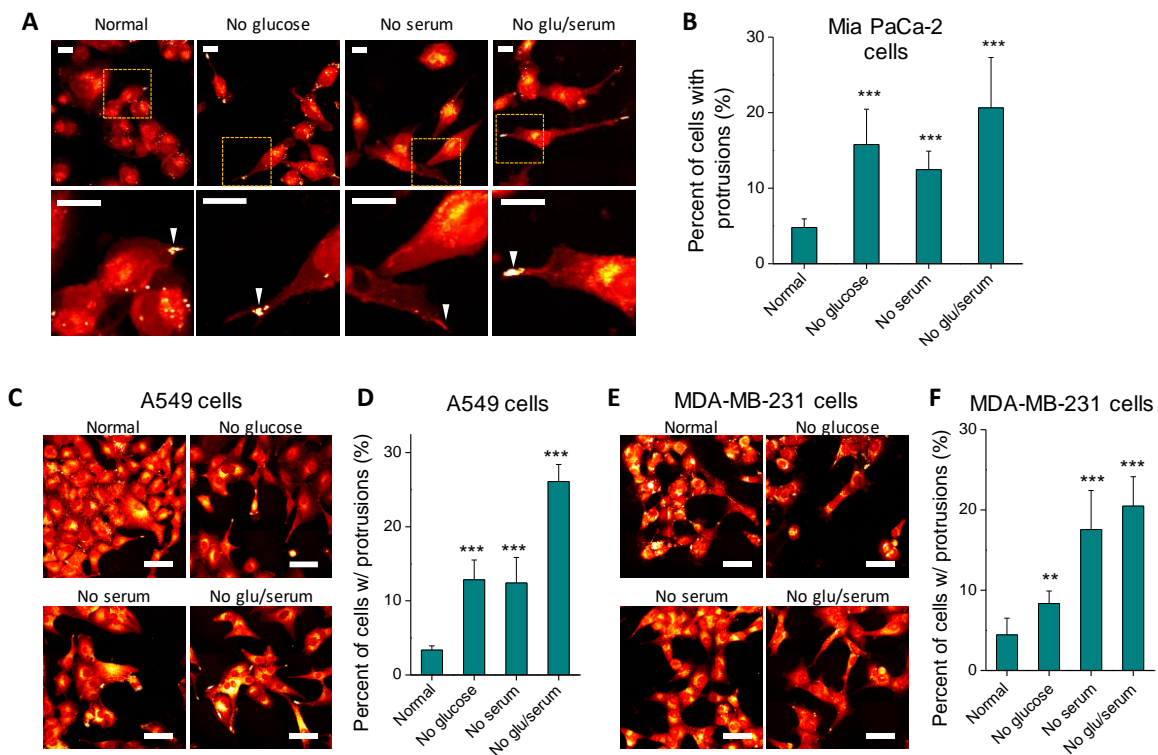 A
Normal
No glucose
No serum
No glu/serum
B
Mia PaCa-2
cells
Percent of cells with
protrusions (%)
30
20
10
0
***
***
***
Normal
No glucose
No serum
No glu/serum
C
A549 cells
Normal
No glucose
No serum
No glu/serum
D
A549 cells
Percent of cells w/ protrusions (%)
30
20
10
0
***
***
***
Normal
No glucose
No serum
No glu/serum
E
MDA-MB-231 cells
Normal
No glucose
No serum
No glu/serum
F
MDA-MB-231 cells
Percent of cells w/ protrusions (%)
30
20
10
0
**
***
***
Normal
No glucose
No serum
No glu/serum